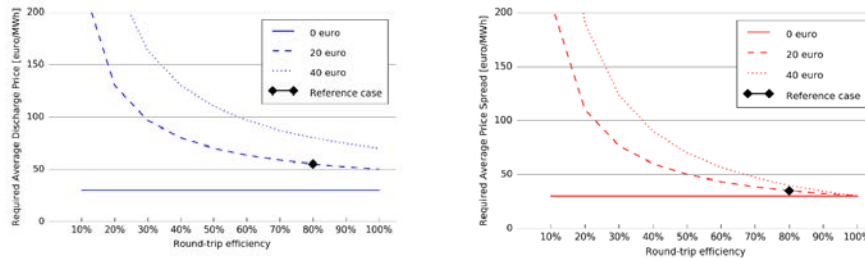 Required Average Discharge Price [euro/MWh]
200
150
100
50
0
10% 20% 30% 40% 50% 60% 70% 80% 90% 100%
Round-trip efficiency
0 euro
20 euro
40 euro
Reference case
Required Average Price Spread [euro/MWh]
200
150
100
50
0
10% 20% 30% 40% 50% 60% 70% 80% 90% 100%
Round-trip efficiency
0 euro
20 euro
40 euro
Reference case